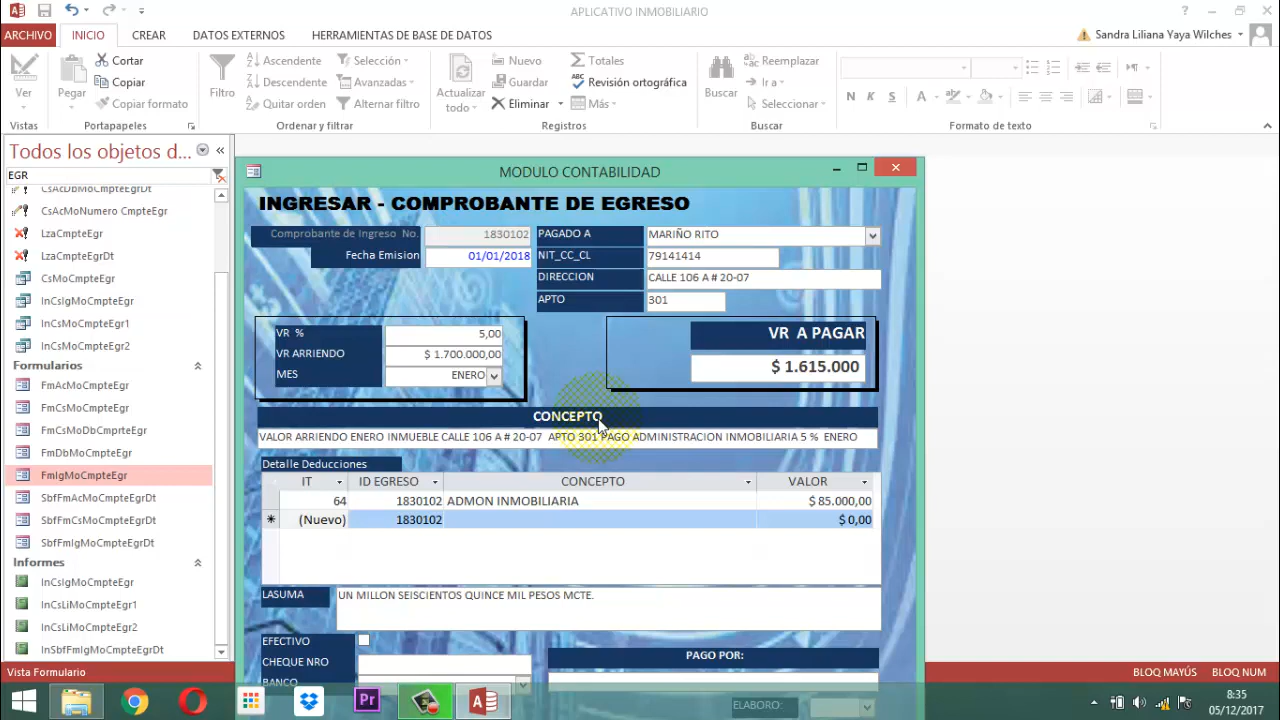 APLICATIVO INMOBILIARIO
ARCHIVO INICIO CREAR DATOS EXTERNOS HERRAMIENTAS DE BASE DE DATOS Sandra Liliana Yaya Wilches
Ver
Vistas
Pegar
Cortar
Copiar
Copiar formato
Portapapeles
Filtro
Ascendente
Descendente
Quitar orden
Selección
Avanzadas
Alternar filtro
Ordenar y filtrar
Actualizar todo
Nuevo
Guardar
Eliminar
Totales
Revisión ortográfica
Más
Registros
Buscar
Reemplazar
Ir a
Seleccionar
Buscar
N K S A
Formato de texto
Todos los objetos d...
EGR
CsAcDbMoCmpteEgrDt
CsAcMoNumero CmpteEgr
LzaCmpteEgr
LzaCmpteEgrDt
CsMoCmpteEgr
InCsIgMoCmpteEgr
InCsMoCmpteEgr1
InCsMoCmpteEgr2
Formularios
FmAcMoCmpteEgr
FmCsMoCmpteEgr
FmCsMoDbCmpteEgr
FmDbMoCmpteEgr
FmIgMoCmpteEgr
SbfFmAcMoCmpteEgrDt
SbfFmCsMoCmpteEgrDt
SbfFmIgMoCmpteEgrDt
Informes
InCsIgMoCmpteEgr
InCsLiMoCmpteEgr1
InCsLiMoCmpteEgr2
InSbfFmIgMoCmpteEgrDt
MODULO CONTABILIDAD
INGRESAR - COMPROBANTE DE EGRESO
Comprobante de Ingreso No. 1830102
Fecha Emision 01/01/2018
PAGADO A MARIÑO RITO
NIT_CC_CL 79141414
DIRECCION CALLE 106 A # 20-07
APTO 301
VR % 5,00
VR ARRIENDO $ 1.700.000,00
MES ENERO
VR A PAGAR
$ 1.615.000
CONCEPTO
VALOR ARRIENDO ENERO INMUEBLE CALLE 106 A # 20-07 APTO 301 PAGO ADMINISTRACION INMOBILIARIA 5 % ENERO
Detalle Deducciones
IT ID EGRESO CONCEPTO VALOR
64 1830102 ADMON INMOBILIARIA $ 85.000,00
(Nuevo) 1830102 $ 0,00
LASUMA UN MILLON SEISCIENTOS QUINCE MIL PESOS MCTE.
EFECTIVO
CHEQUE NRO
BANCO
PAGO POR:
ELABORO:
Vista Formulario BLOQ MAYÚS BLOQ NUM
Pr
8:35
05/12/2017